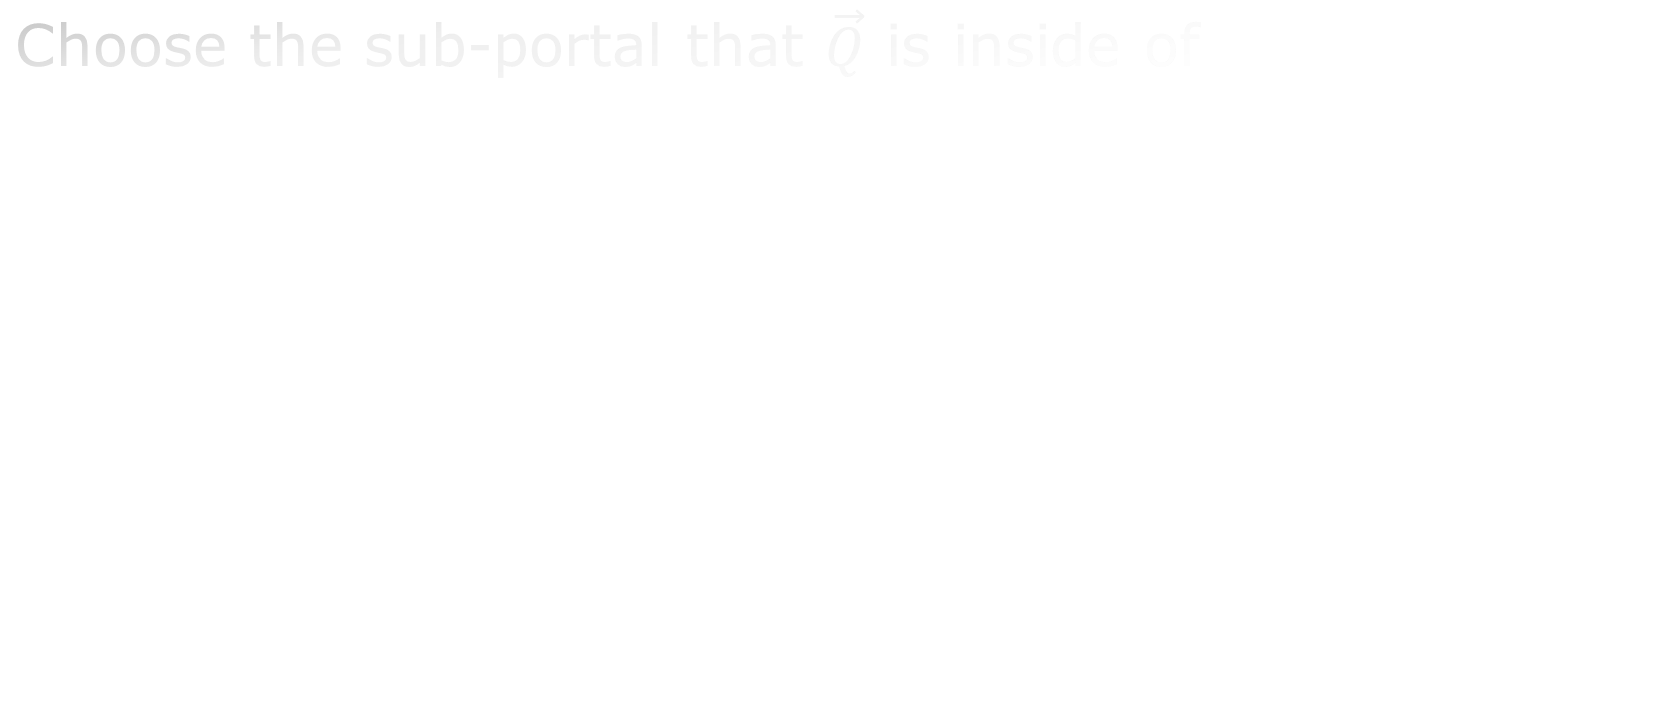 Choose the sub-portal that $\vec{Q}$ is inside of